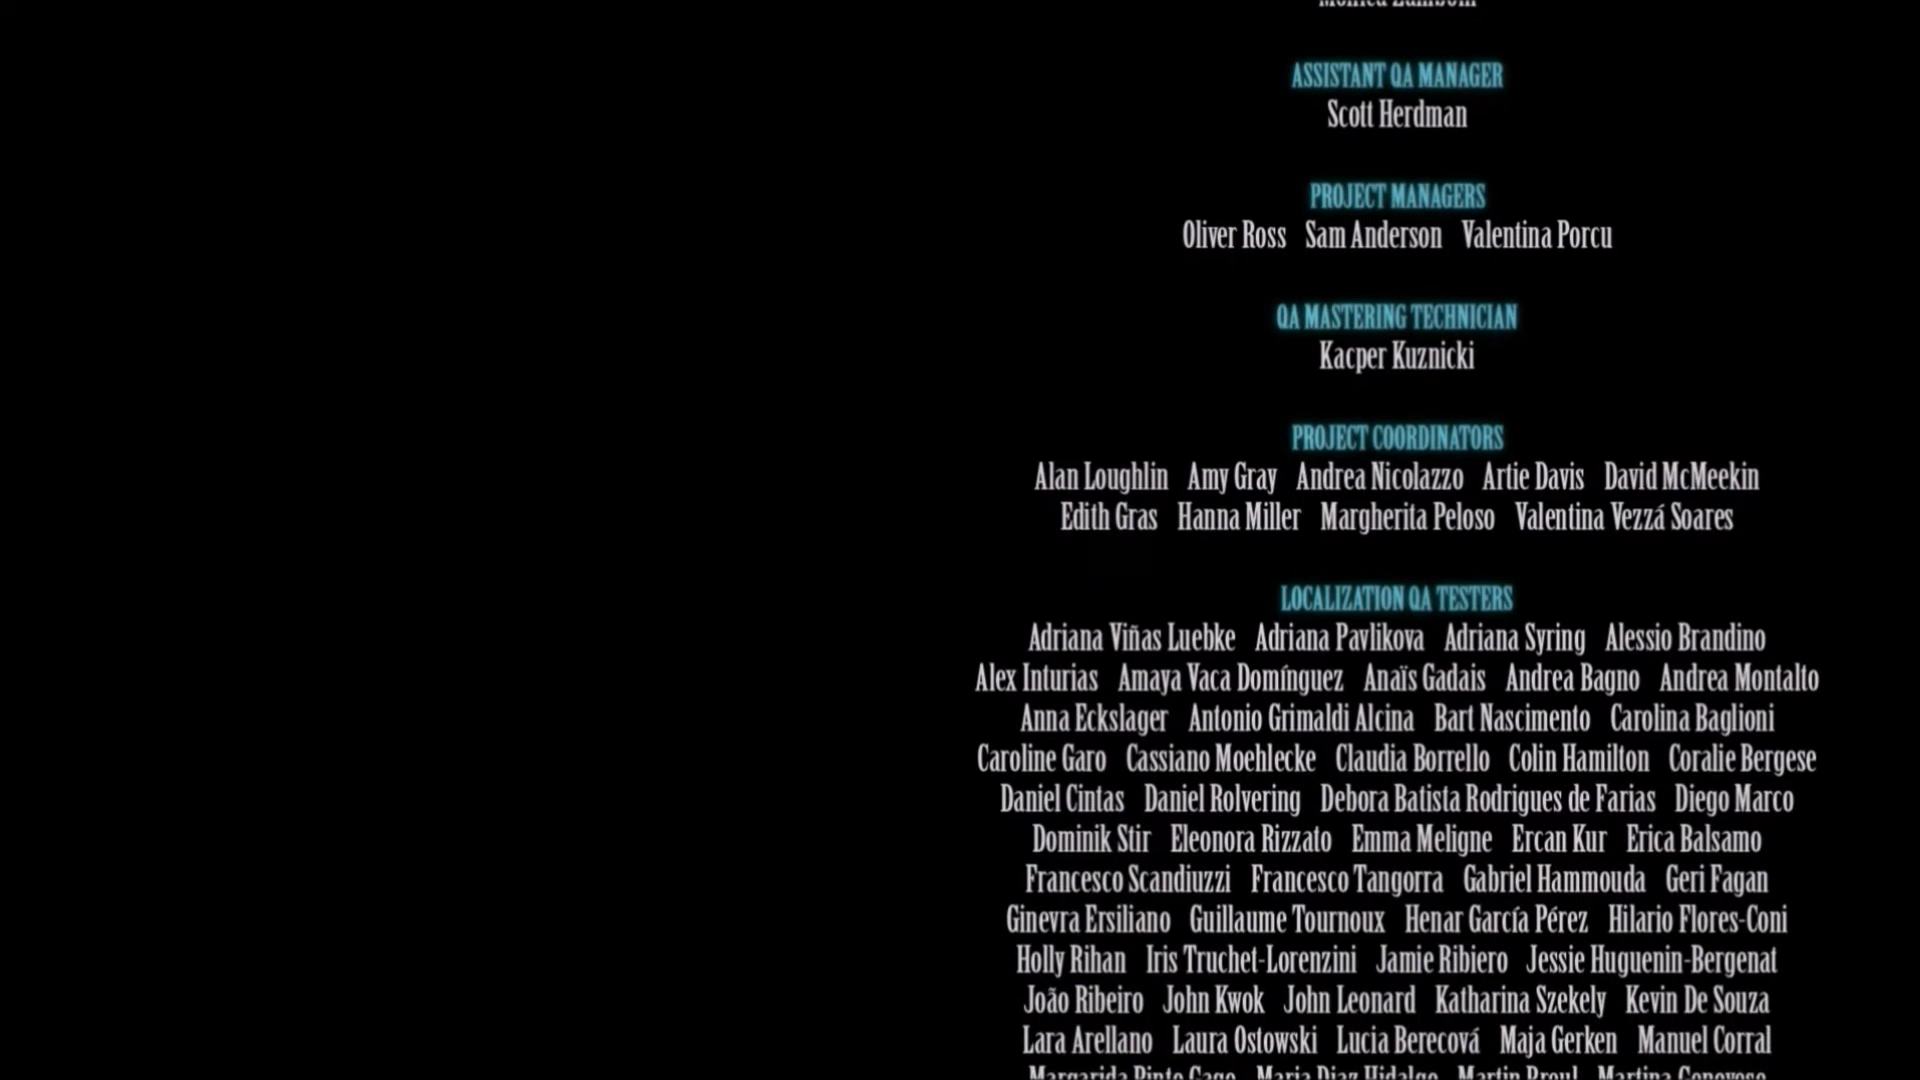 ASSISTANT QA MANAGER
Scott Herdman
PROJECT MANAGERS
Oliver Ross Sam Anderson Valentina Porcu
QA MASTERING TECHNICIAN
Kacper Kuznicki
PROJECT COORDINATORS
Alan Loughlin Amy Gray Andrea Nicolazzo Artie Davis David McMeekin
Edith Gras Hanna Miller Margherita Peloso Valentina Vezzá Soares
LOCALIZATION QA TESTERS
Adriana Viñas Luebke Adriana Pavlikova Adriana Syring Alessio Brandino
Alex Inturias Amaya Vaca Domínguez Anaïs Gadais Andrea Bagno Andrea Montalto
Anna Eckslager Antonio Grimaldi Alcina Bart Nascimento Carolina Baglioni
Caroline Garo Cassiano Moehlecke Claudia Borrello Colin Hamilton Coralie Bergese
Daniel Cintas Daniel Rolvering Debora Batista Rodrigues de Farias Diego Marco
Dominik Stir Eleonora Rizzato Emma Meligne Ercan Kur Erica Balsamo
Francesco Scandiuzzi Francesco Tangorra Gabriel Hammouda Geri Fagan
Ginevra Ersiliano Guillaume Tournoux Henar García Pérez Hilario Flores-Coni
Holly Rihan Iris Truchet-Lorenzini Jamie Ribiero Jessie Huguenin-Bergenat
João Ribeiro John Kwok John Leonard Katharina Szekely Kevin De Souza
Lara Arellano Laura Ostowski Lucia Berecová Maja Gerken Manuel Corral